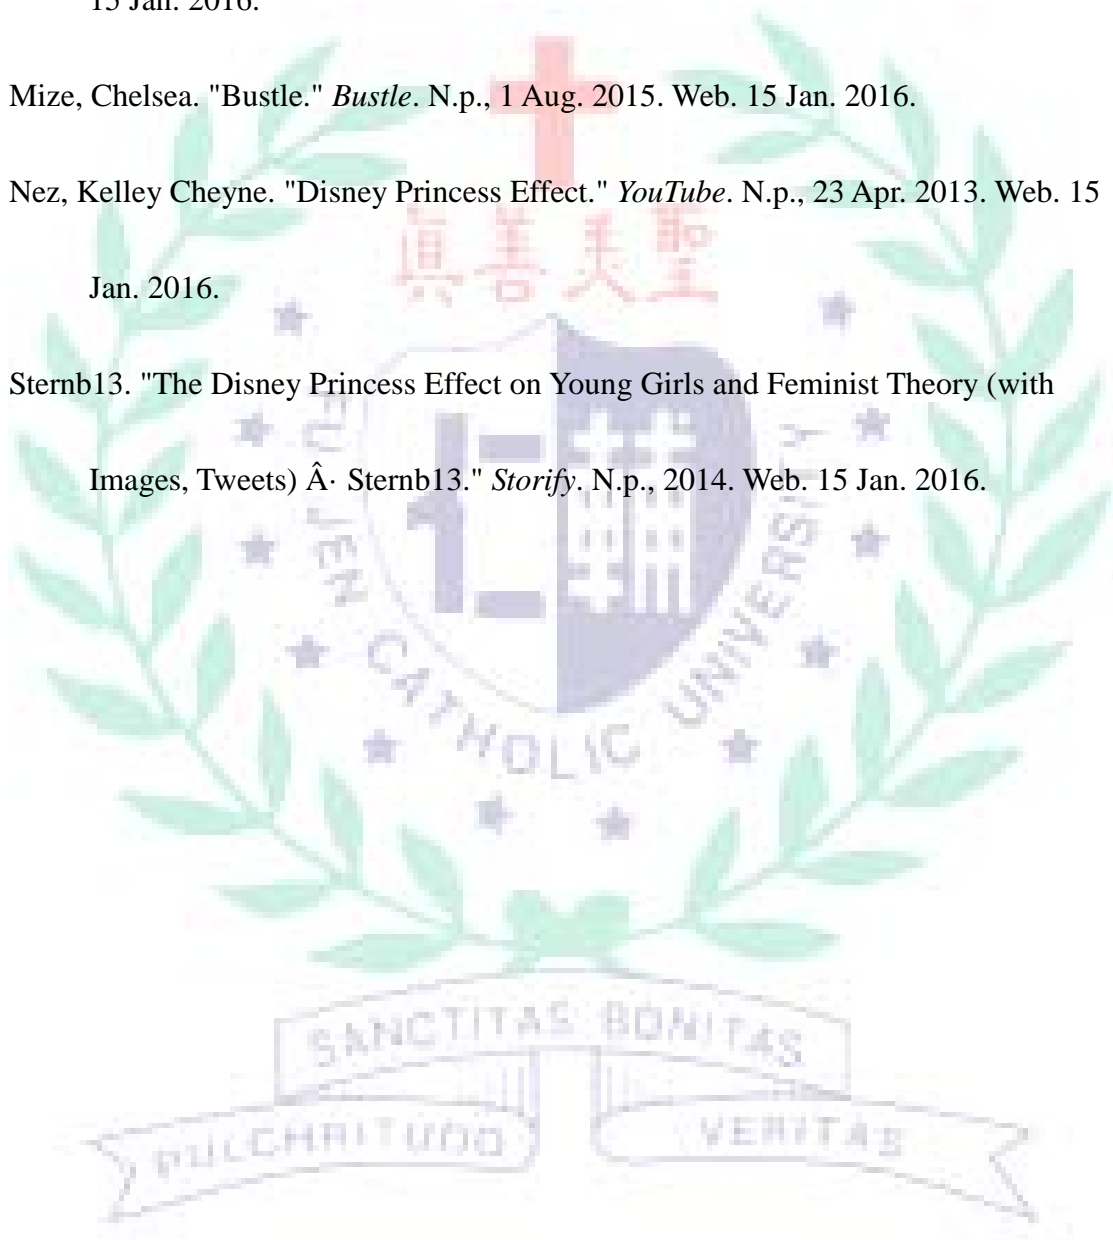 15 Jan. 2016.
Mize, Chelsea. "Bustle." Bustle. N.p., 1 Aug. 2015. Web. 15 Jan. 2016.
Nez, Kelley Cheyne. "Disney Princess Effect." YouTube. N.p., 23 Apr. 2013. Web. 15
眞善美聖
Jan. 2016.
Sternb13. "The Disney Princess Effect on Young Girls and Feminist Theory (with
Images, Tweets) Â· Sternb13." Storify. N.p., 2014. Web. 15 Jan. 2016.
FU JEN CATHOLIC UNIVERSITY
SANCTITAS BONITAS
PULCHRITUDO VERITAS